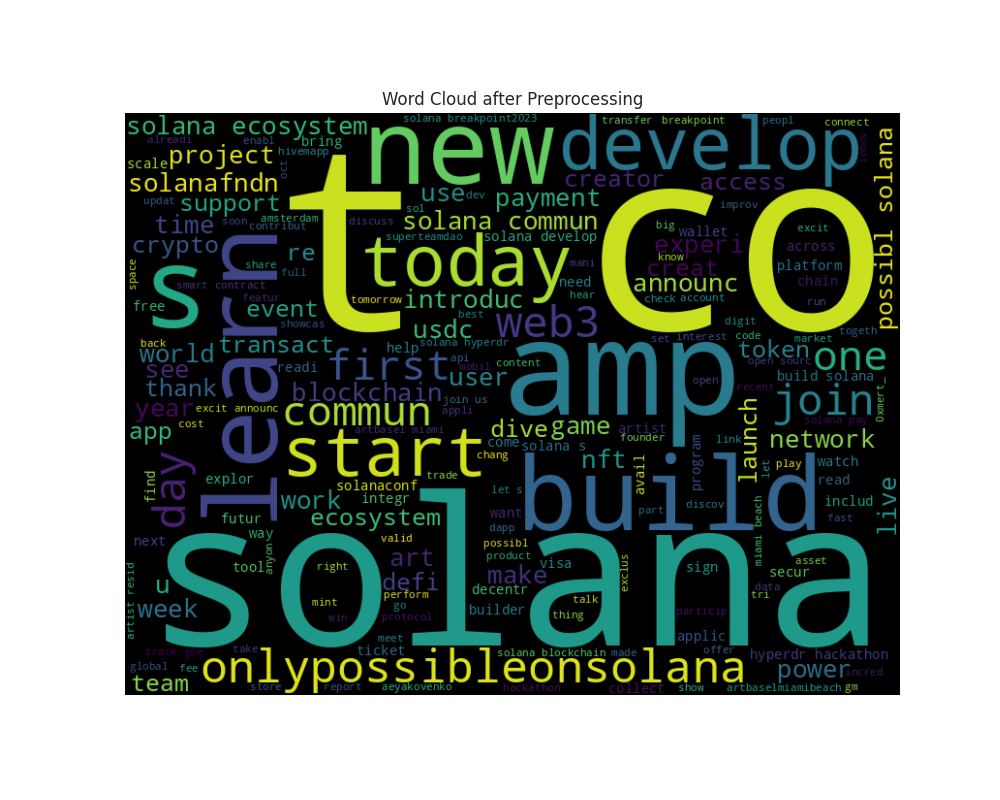 Word Cloud after Preprocessing
solana breakpoint2023
transfer breakpoint
peopl
connect
solana ecosystem
new
develop
alreadi
enabl
bring
hivemapp
scale
project
oct
creator
access
solanafndn
t co
use
dev
payment
improv
updat
support
sol
solana commun
big
wallet
excit
possibl solana
time
soon
contribut
amsterdam
discuss
crypto
share
re
superteamdao
solana develop
experi
across
know
platform
space
s
learn
today
full
mani
need
creat
chain
smart contract
featur
free
event
tomorrow
introduc
hear
announc
check
account
run
showcas
best
usdc
web3
digit
code
market
togeth
back
transact
help
solana hyperdr
set
interest
world
first
amp
token
one
see
readi
api
mobil
content
open sourc
build solana
thank
blockchain
user
open
recent
year
excit announc
commun
join us
appli
join
0xmert_
cost
solana pay
app
artbasel miami
dive
game
artist
launch
start
come
solana s
founder
link
network
day
find
chang
nft
avail
program
let
play
watch
explor
solanaconf
trade
work
integr
let s
build
discov
read
futur
ecosystem
want
part
miami beach
includ
live
next
way
valid
dapp
fast
anyon
possibl
tool
right
art
product
visa
sign
asset
u
defi
make
decentr
exclus
secur
perform
data
tri
week
mint
go
builder
talk
particip
solana
artist resid
win
protocol
thing
applic
meet
track goe
take
ticket
solana blockchain
made
offer
hyperdr hackathon
global
fee
onlypossibleonsolana
power
incred
team
store
report
aeyakovenko
hackathon
collect
show
artbaselmiamibeach
gm